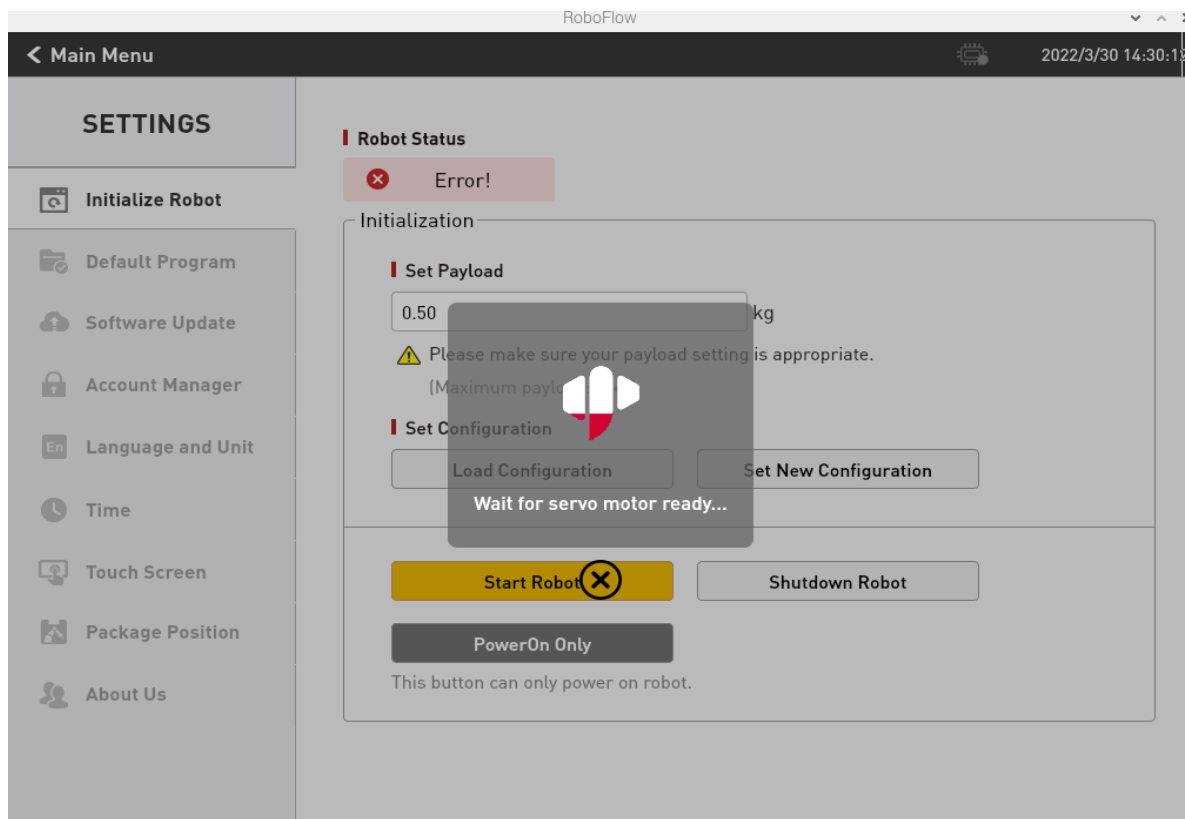 RoboFlow
Main Menu
2022/3/30 14:30:1
SETTINGS
Initialize Robot
Default Program
Software Update
Account Manager
En
Language and Unit
Time
Touch Screen
Package Position
About Us
Robot Status
Error!
Initialization
Set Payload
0.50
kg
Please make sure your payload setting is appropriate.
(Maximum
Set Configuration
Load Configuration
Set New Configuration
Wait for servo motor ready...
Start Robot
Shutdown Robot
PowerOn Only
This button can only power on robot.